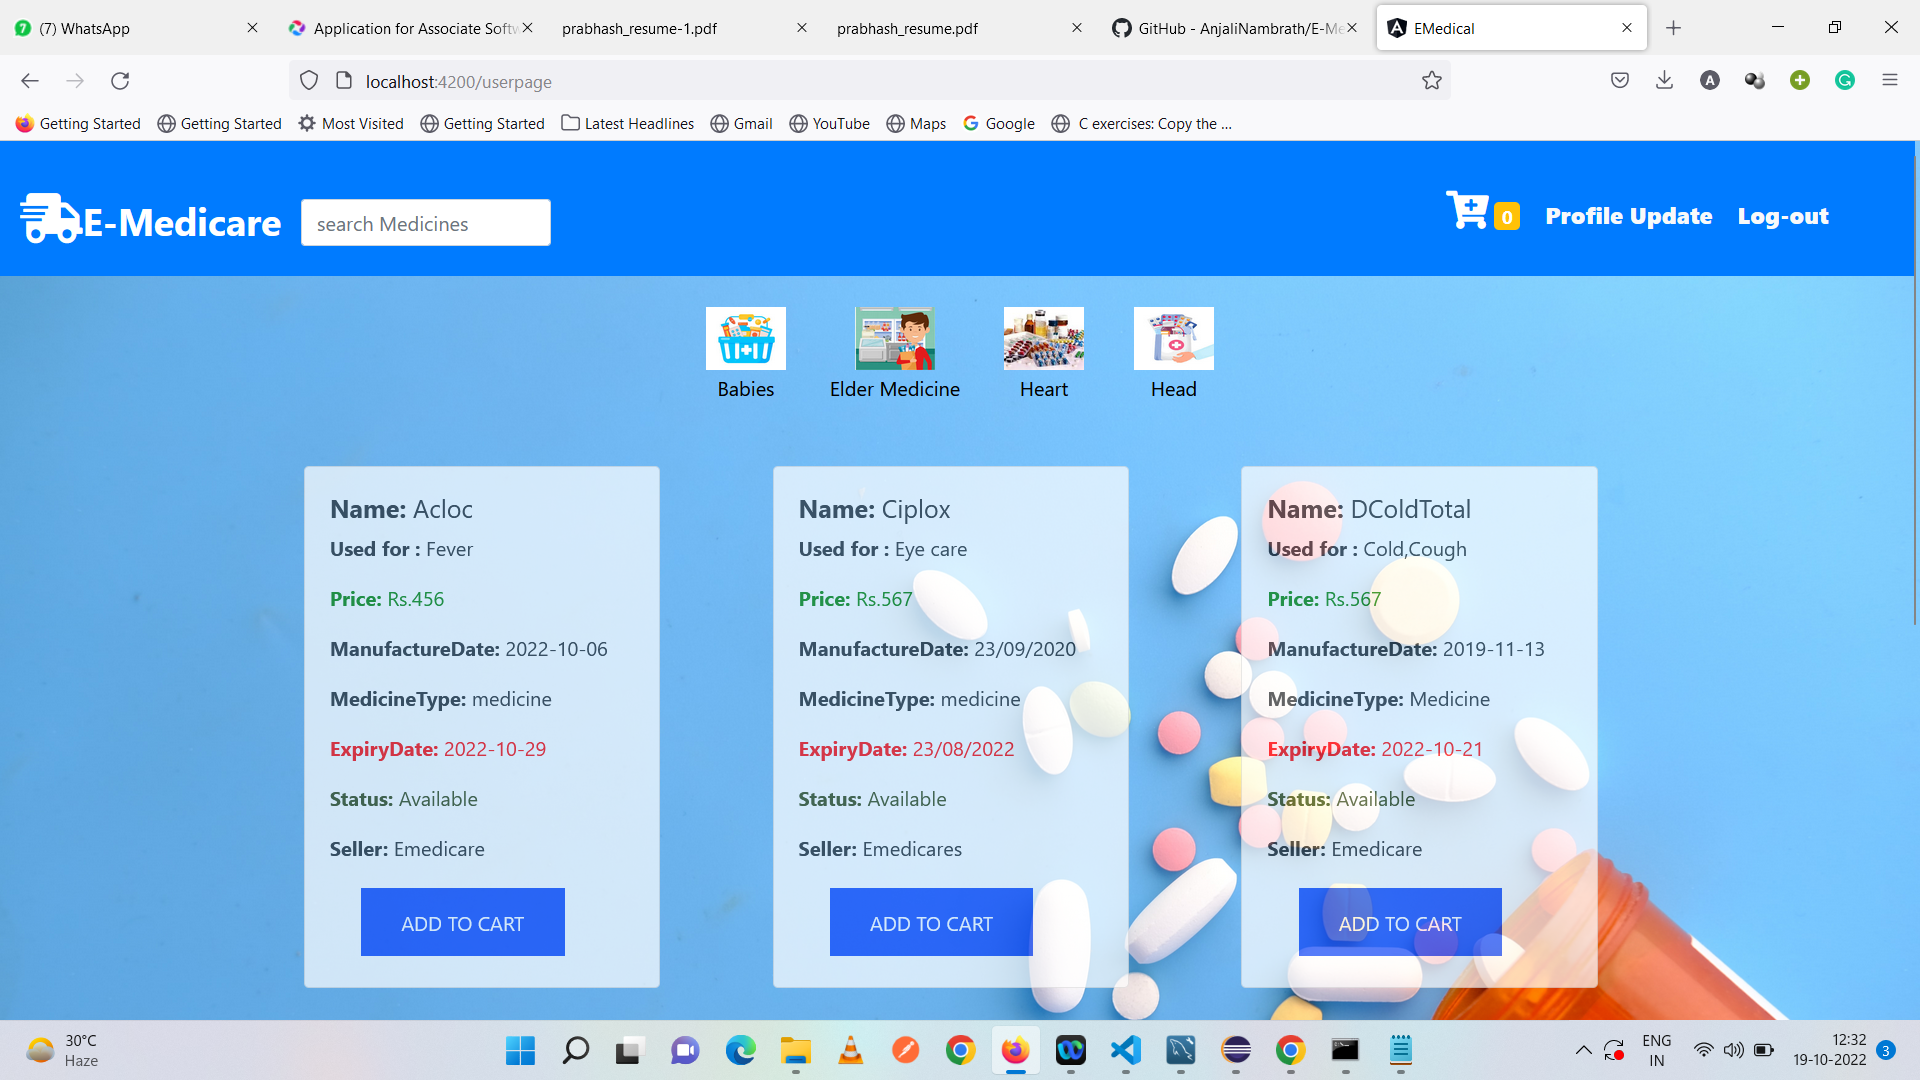 (7) WhatsApp
Application for Associate Softw
prabhash_resume-1.pdf
prabhash_resume.pdf
GitHub - AnjaliNambrath/E-Me
EMedical
localhost:4200/userpage
Getting Started
Getting Started
Most Visited
Getting Started
Latest Headlines
Gmail
YouTube
Maps
Google
C exercises: Copy the ...
E-Medicare
search Medicines
0
Profile Update
Log-out
Babies
Elder Medicine
Heart
Head
Name: Acloc
Used for : Fever
Price: Rs.456
ManufactureDate: 2022-10-06
MedicineType: medicine
ExpiryDate: 2022-10-29
Status: Available
Seller: Emedicare
ADD TO CART
Name: Ciplox
Used for : Eye care
Price: Rs.567
ManufactureDate: 23/09/2020
MedicineType: medicine
ExpiryDate: 23/08/2022
Status: Available
Seller: Emedicares
ADD TO CART
Name: DColdTotal
Used for : Cold,Cough
Price: Rs.567
ManufactureDate: 2019-11-13
MedicineType: Medicine
ExpiryDate: 2022-10-21
Status: Available
Seller: Emedicare
ADD TO CART
30°C
Haze
ENG
IN
12:32
19-10-2022
3